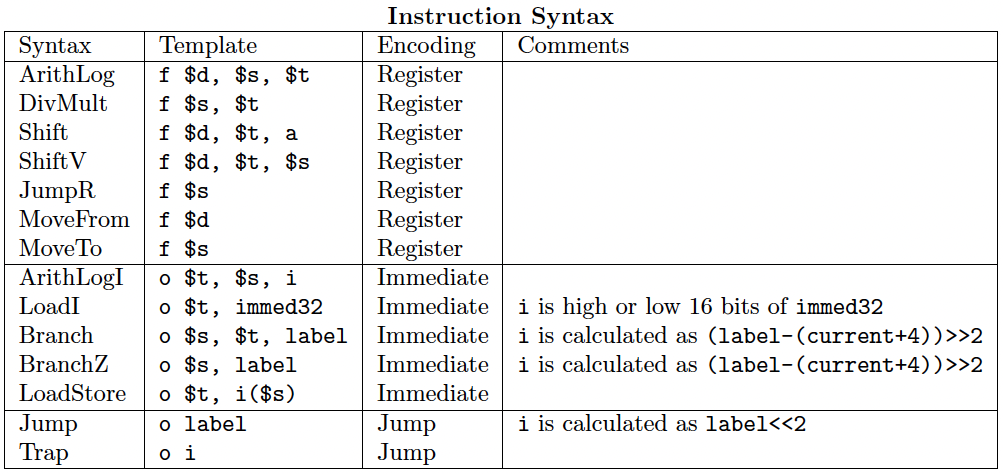 Instruction Syntax
Syntax Template Encoding Comments
ArithLog f $d, $s, $t Register
DivMult f $s, $t Register
Shift f $d, $t, a Register
ShiftV f $d, $t, $s Register
JumpR f $s Register
MoveFrom f $d Register
MoveTo f $s Register
ArithLogI o $t, $s, i Immediate
LoadI o $t, immed32 Immediate i is high or low 16 bits of immed32
Branch o $s, $t, label Immediate i is calculated as (label-(current+4))>>2
BranchZ o $s, label Immediate i is calculated as (label-(current+4))>>2
LoadStore o $t, i($s) Immediate
Jump o label Jump i is calculated as label<<2
Trap o i Jump